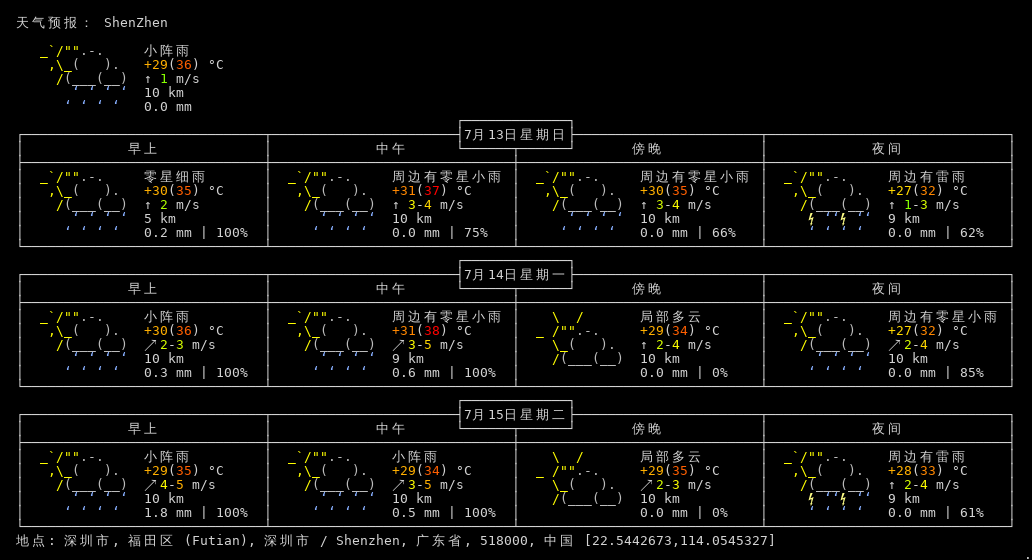 天气预报： ShenZhen
小阵雨
+29(36) °C
↑ 1 m/s
10 km
0.0 mm
7月13日星期日
早上 中午 傍晚 夜间
零星细雨 周边有零星小雨 周边有零星小雨 周边有雷雨
+30(35) °C +31(37) °C +30(35) °C +27(32) °C
↑ 2 m/s ↑ 3-4 m/s ↑ 3-4 m/s ↑ 1-3 m/s
5 km 10 km 10 km 9 km
0.2 mm | 100% 0.0 mm | 75% 0.0 mm | 66% 0.0 mm | 62%
7月14日星期一
早上 中午 傍晚 夜间
小阵雨 周边有零星小雨 局部多云 周边有零星小雨
+30(36) °C +31(38) °C +29(34) °C +27(32) °C
↗ 2-3 m/s ↗ 3-5 m/s ↑ 2-4 m/s ↗ 2-4 m/s
10 km 9 km 10 km 10 km
0.3 mm | 100% 0.6 mm | 100% 0.0 mm | 0% 0.0 mm | 85%
7月15日星期二
早上 中午 傍晚 夜间
小阵雨 小阵雨 局部多云 周边有雷雨
+29(35) °C +29(34) °C +29(35) °C +28(33) °C
↗ 4-5 m/s ↗ 3-5 m/s ↗ 2-3 m/s ↑ 2-4 m/s
10 km 10 km 10 km 9 km
1.8 mm | 100% 0.5 mm | 100% 0.0 mm | 0% 0.0 mm | 61%
地点: 深圳市, 福田区 (Futian), 深圳市 / Shenzhen, 广东省, 518000, 中国 [22.5442673,114.0545327]